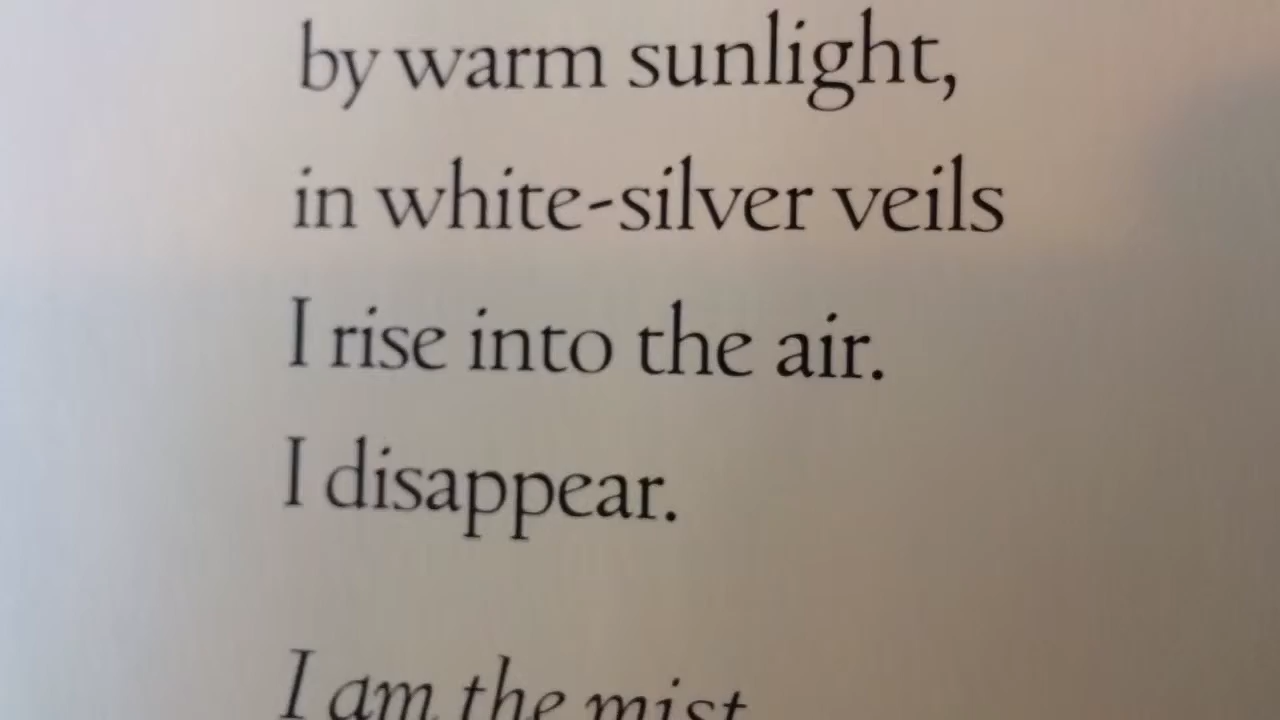 by warm sunlight,
in white-silver veils
I rise into the air.
I disappear.
I am the mist